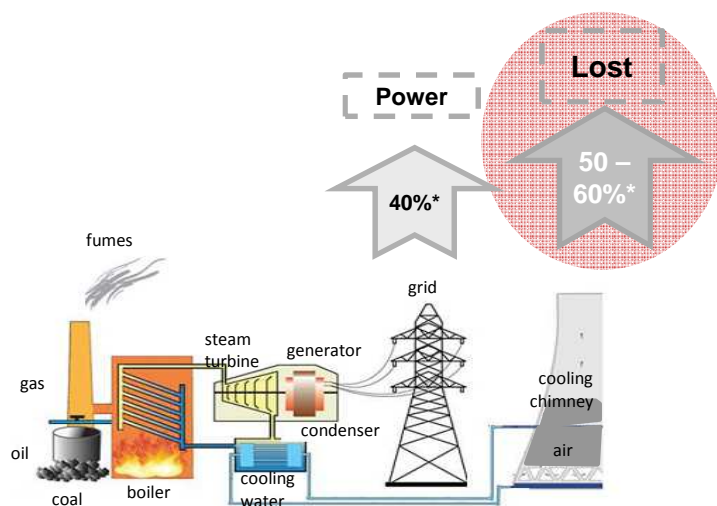 Lost
Power
50 –
60%*
40%*
fumes
grid
steam
turbine
generator
gas
cooling
chimney
condenser
oil
air
coal
boiler
cooling
water